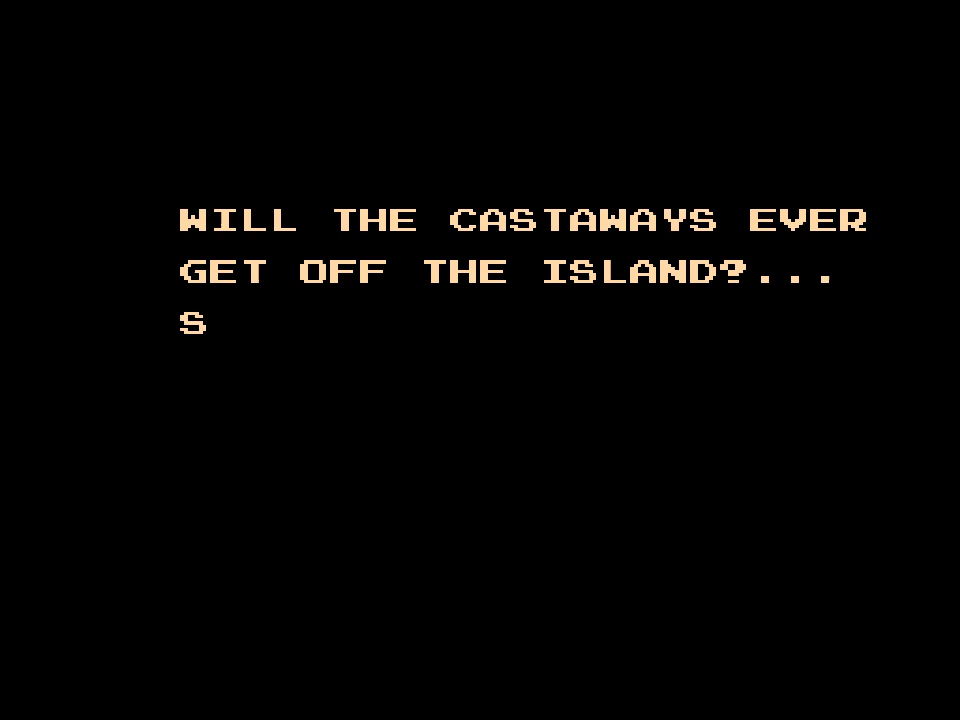 WILL THE CASTAWAYS EVER
GET OFF THE ISLAND?...
S